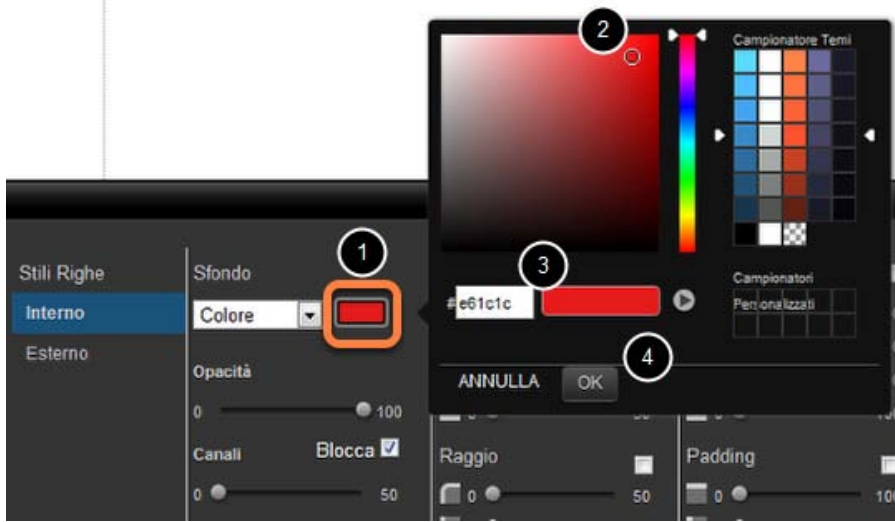 2
Campionatore Temi
1
3
Stili Righe
Sfondo
Campionatori
Personalizzati
Interno
Colore
# e61c1c
Esterno
4
Opacità
ANNULLA
OK
0
100
Canali
Blocca
Raggio
Padding
0
50
0
50
0